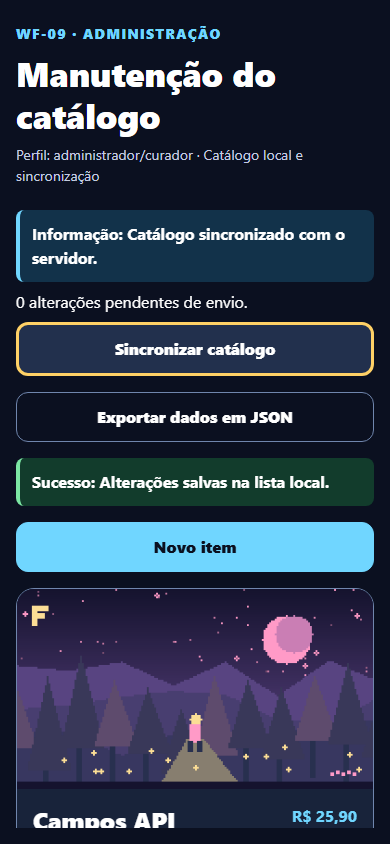 WF-09 · ADMINISTRAÇÃO
Manutenção do
catálogo
Perfil: administrador/curador · Catálogo local e
sincronização
Informação: Catálogo sincronizado com o
servidor.
0 alterações pendentes de envio.
Sincronizar catálogo
Exportar dados em JSON
Sucesso: Alterações salvas na lista local.
Novo item
F
Campos API
R$ 25,90